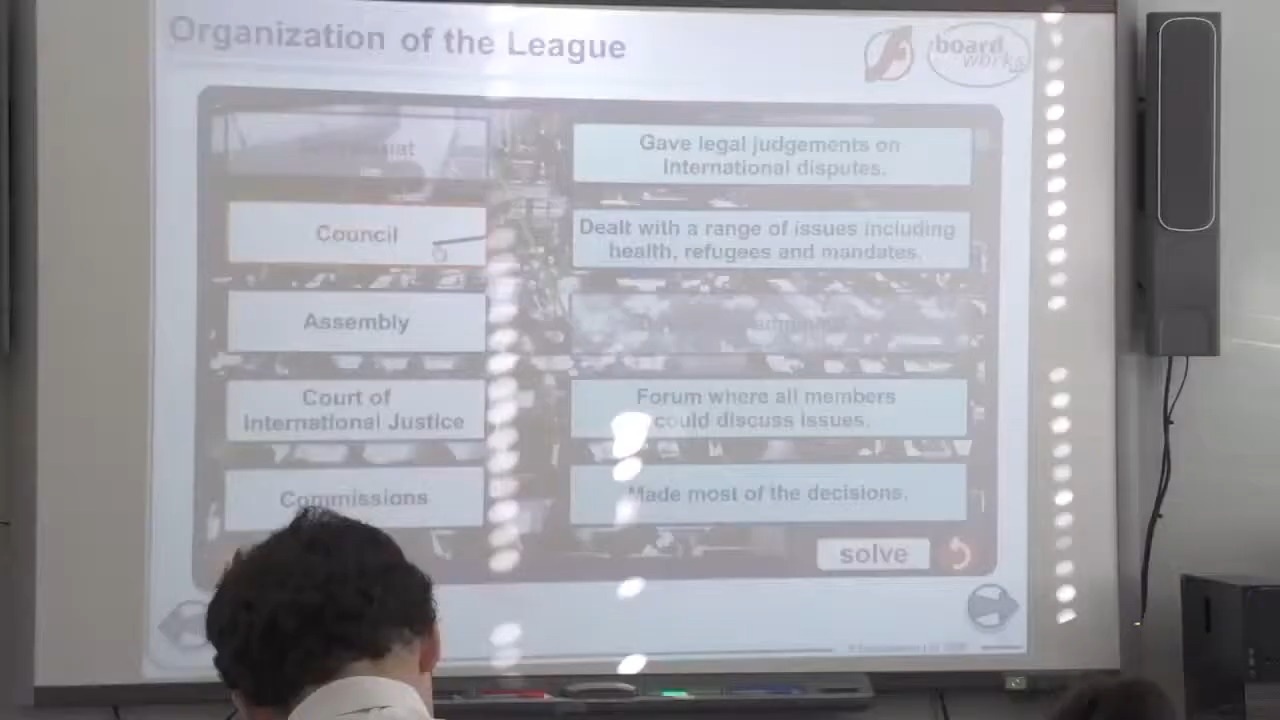 Organization of the League
board
works
Gave legal judgements on
international disputes.
Council
Dealt with a range of issues including
health, refugees and mandates.
Assembly
Court of
International Justice
Forum where all members
could discuss issues.
Commissions
Made most of the decisions.
solve